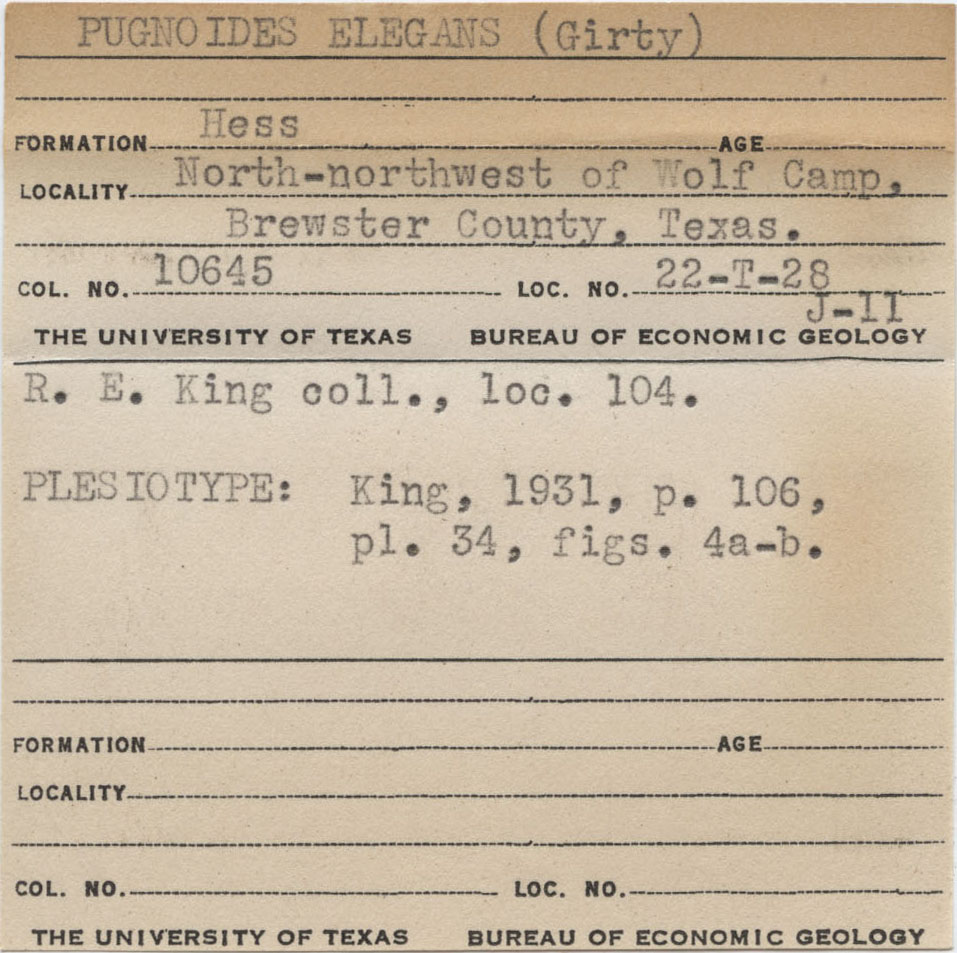 PUGNOIDES ELEGANS (Girty)
FORMATION Hess AGE
LOCALITY North-northwest of Wolf Camp,
Brewster County, Texas.
COL. NO. 10645 LOC. NO. 22-T-28
J-11
THE UNIVERSITY OF TEXAS BUREAU OF ECONOMIC GEOLOGY
R. E. King coll., loc. 104.
PLESIOTYPE: King, 1931, p. 106,
pl. 34, figs. 4a-b.
FORMATION AGE
LOCALITY
COL. NO. LOC. NO.
THE UNIVERSITY OF TEXAS BUREAU OF ECONOMIC GEOLOGY